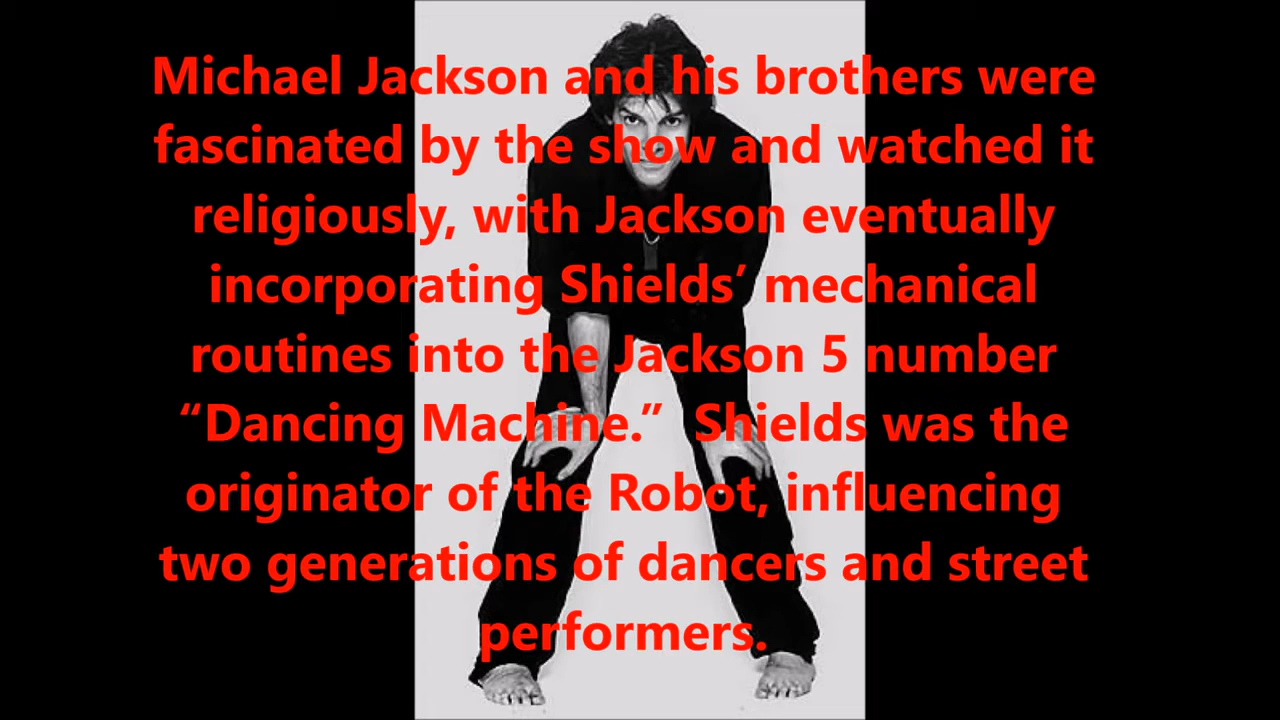 Michael Jackson and his brothers were
fascinated by the show and watched it
religiously, with Jackson eventually
incorporating Shields’ mechanical
routines into the Jackson 5 number
“Dancing Machine.”  Shields was the
originator of the Robot, influencing
two generations of dancers and street
performers.